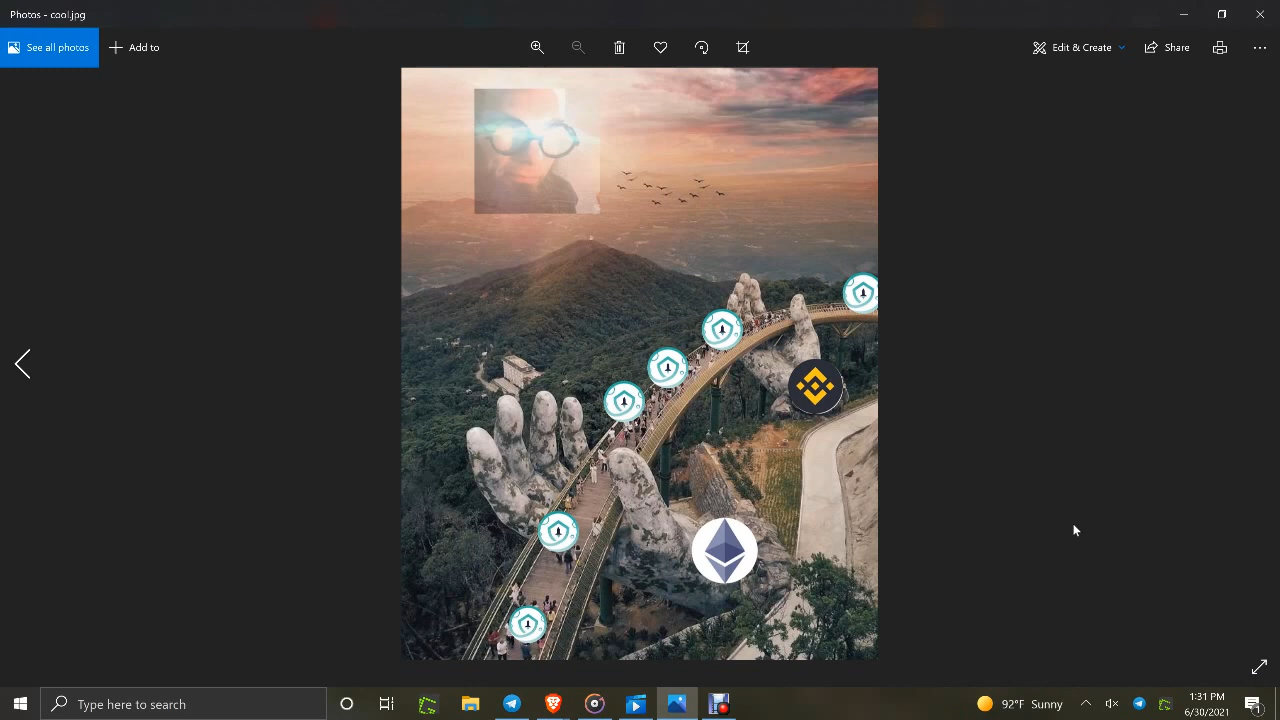 Photos - cool.jpg
See all photos
Add to
Edit & Create
Share
Type here to search
92°F Sunny
1:31 PM
6/30/2021
1